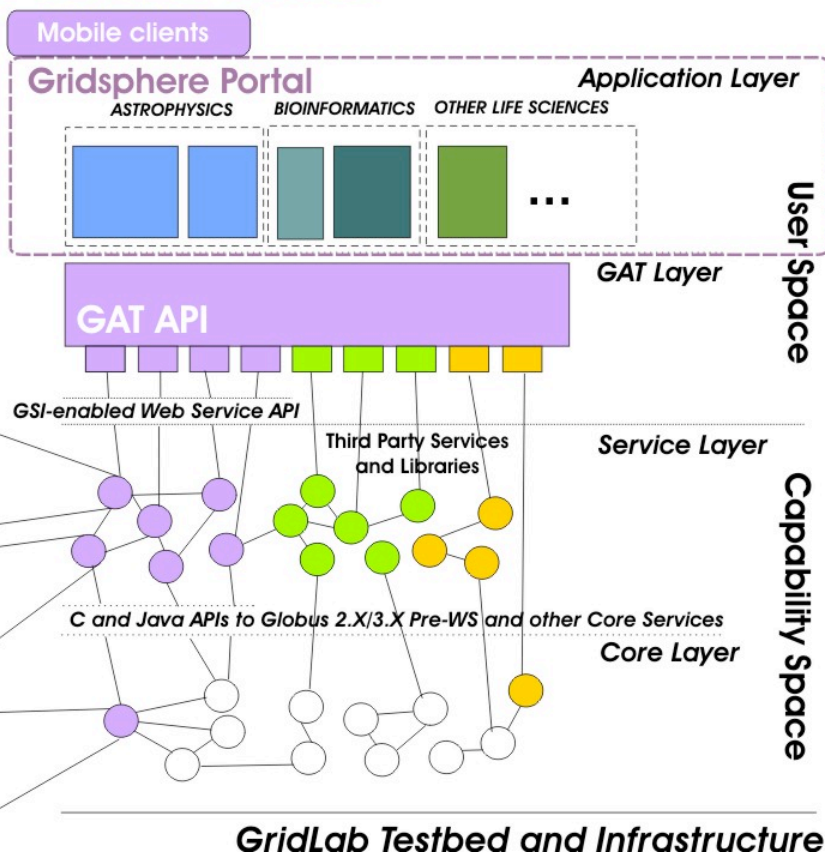 Mobile clients
Gridsphere Portal
Application Layer
ASTROPHYSICS
BIOINFORMATICS
OTHER LIFE SCIENCES
...
User Space
GAT Layer
GAT API
GSI-enabled Web Service API
Third Party Services
and Libraries
Service Layer
Capability Space
C and Java APIs to Globus 2.X/3.X Pre-WS and other Core Services
Core Layer
GridLab Testbed and Infrastructure